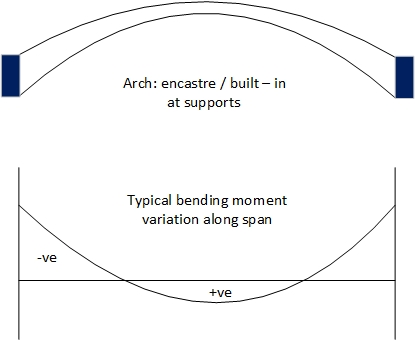 Arch: encastre / built – in
at supports
Typical bending moment
variation along span
-ve
+ve